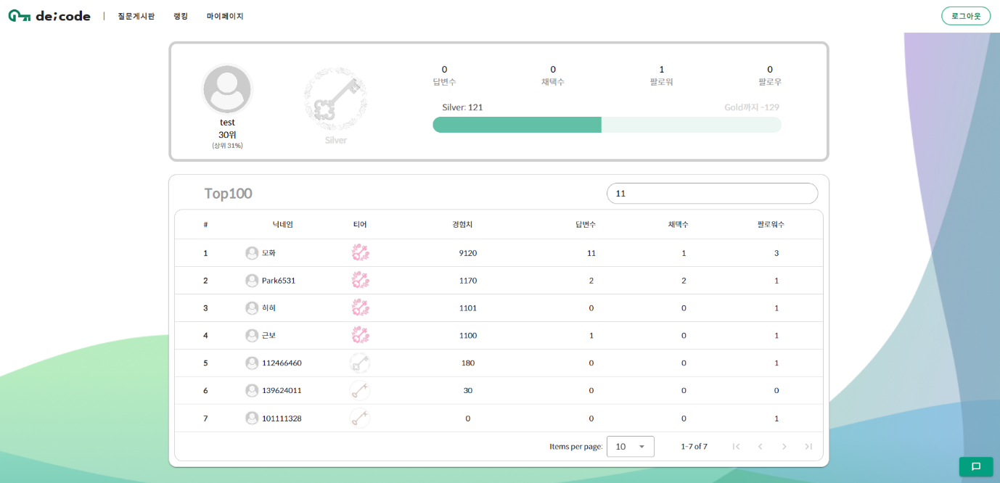 de;code | 질문게시판 랭킹 마이페이지 로그아웃
0 0 1 0
답변수 채택수 팔로워 팔로우
Silver: 121 Gold까지 -129
test
30위
(상위 31%)
Silver
Top100 11
# 닉네임 티어 경험치 답변수 채택수 팔로워수
1 모화 9120 11 1 3
2 Park6531 1170 2 2 1
3 히히 1101 0 0 1
4 근보 1100 1 0 1
5 112466460 180 0 0 1
6 139624011 30 0 0 0
7 101111328 0 0 0 1
Items per page: 10 1-7 of 7